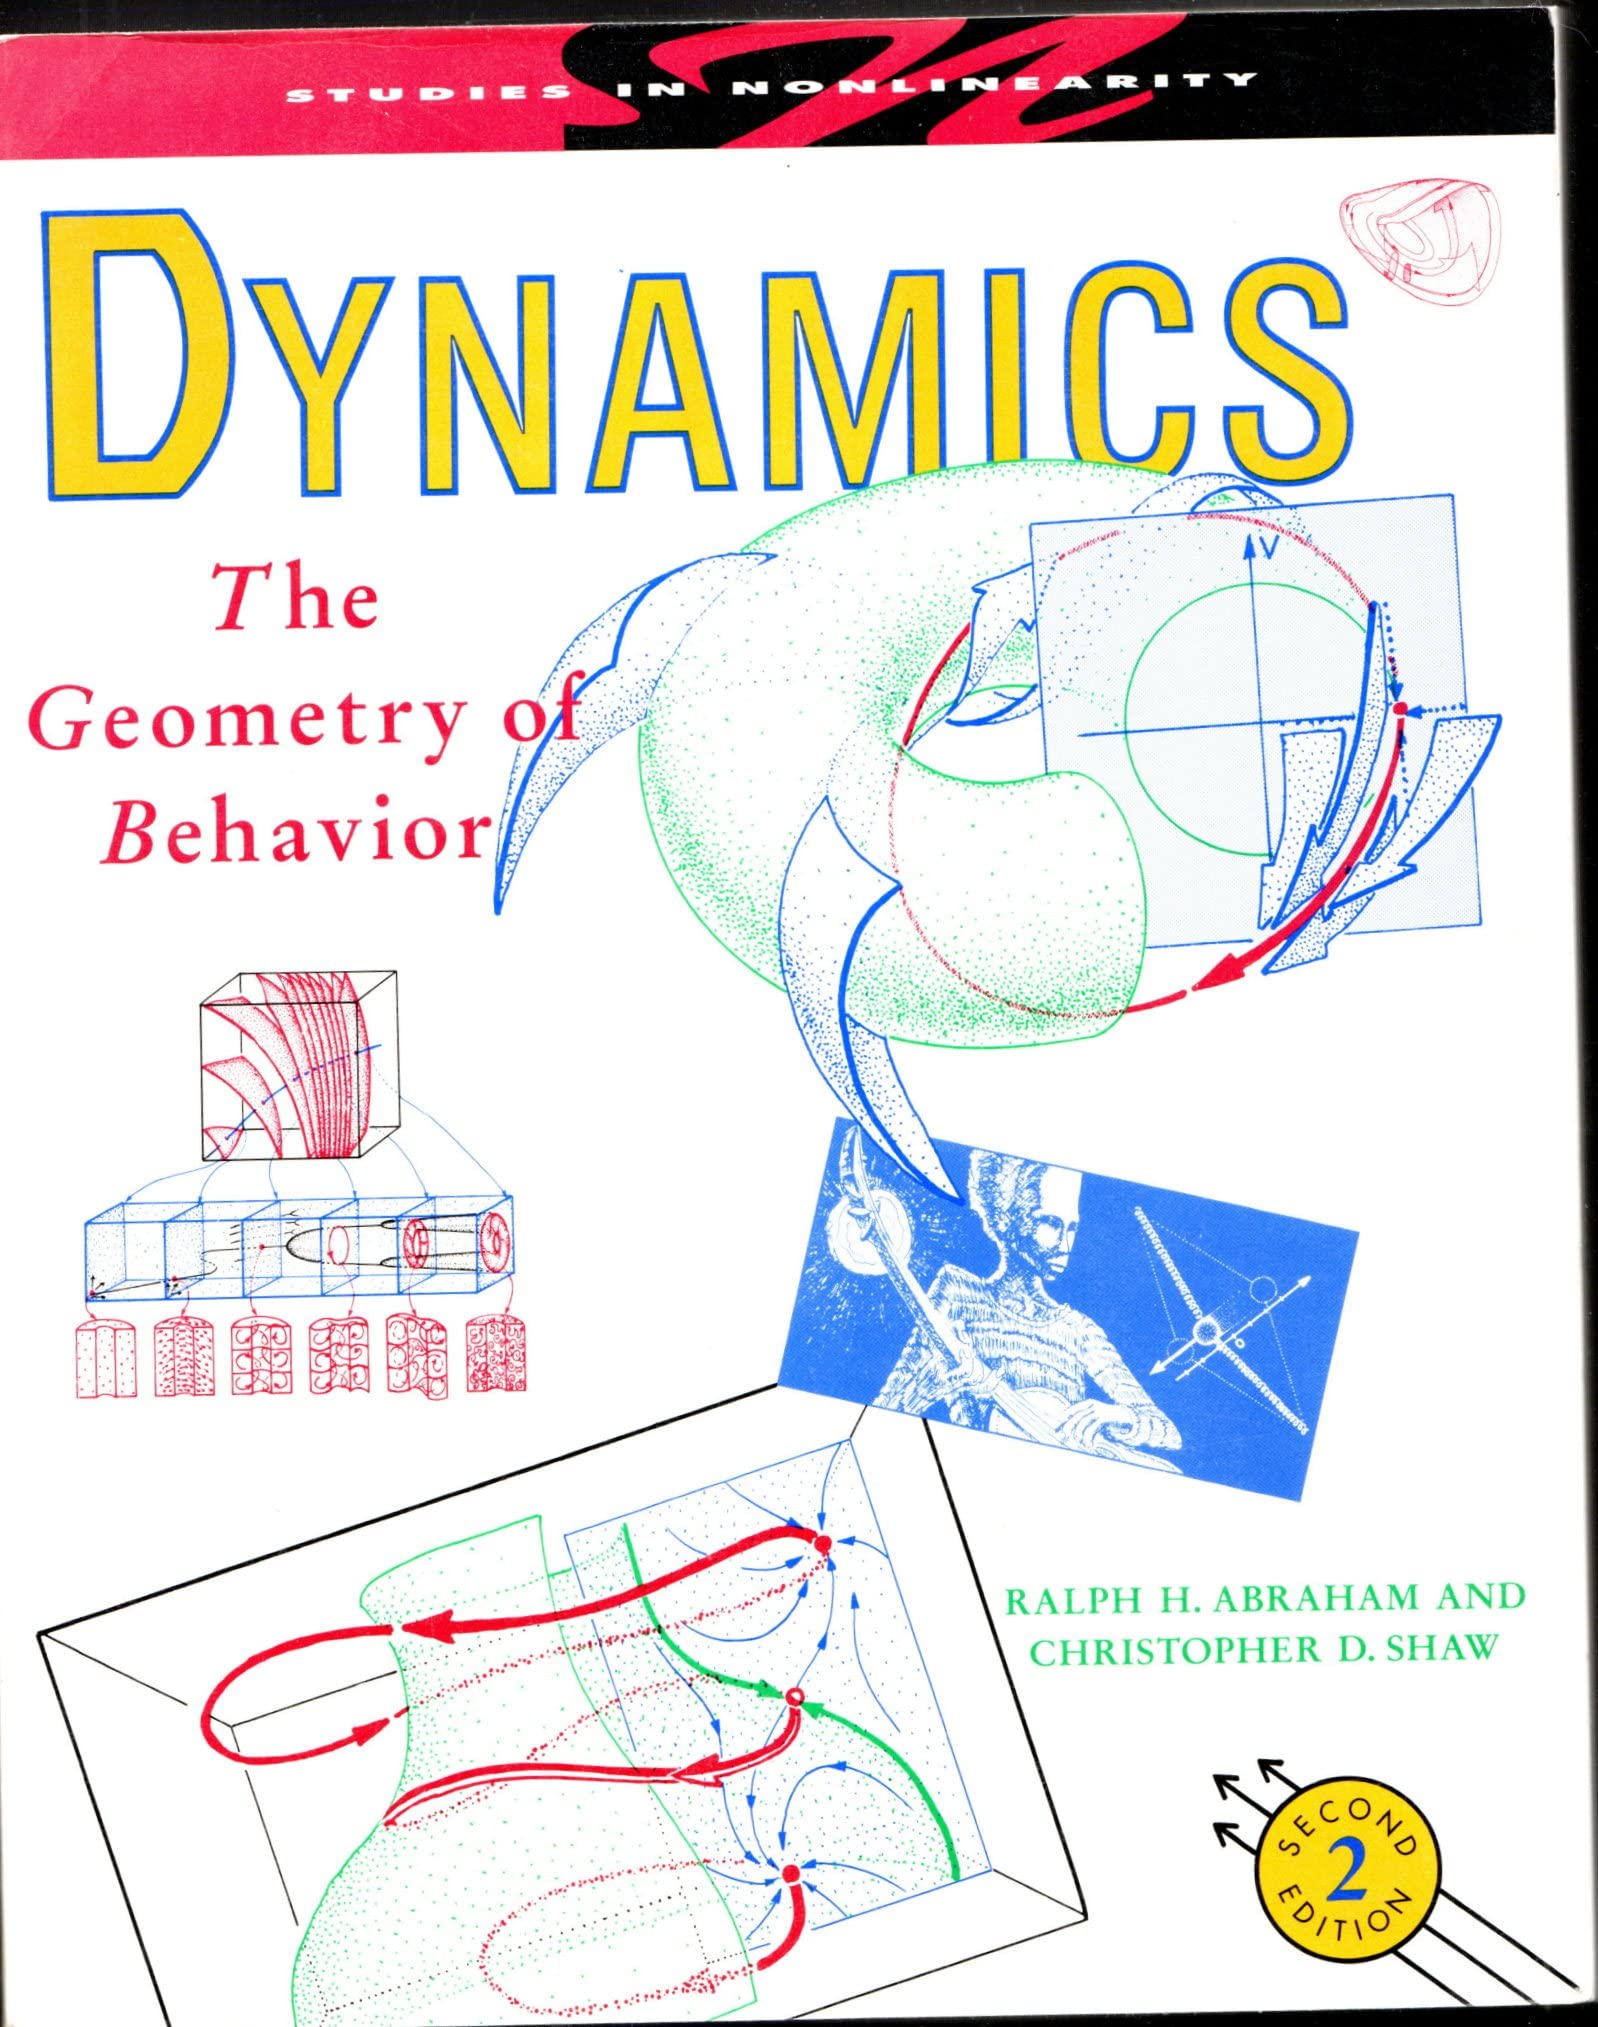 STUDIES IN NONLINEARITY
DYNAMICS
The
Geometry of
Behavior
V
RALPH H. ABRAHAM AND
CHRISTOPHER D. SHAW
SECOND
2
EDITION